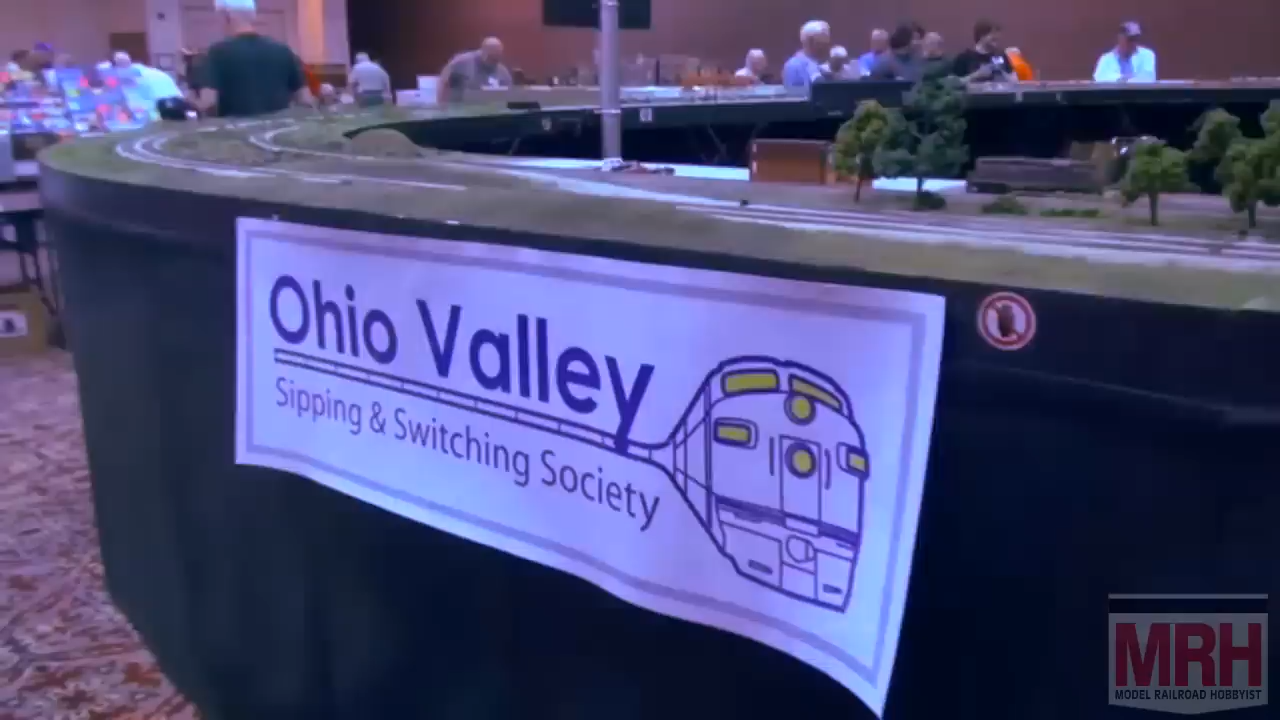 Ohio Valley
Sipping & Switching Society
MRH
MODEL RAILROAD HOBBYIST